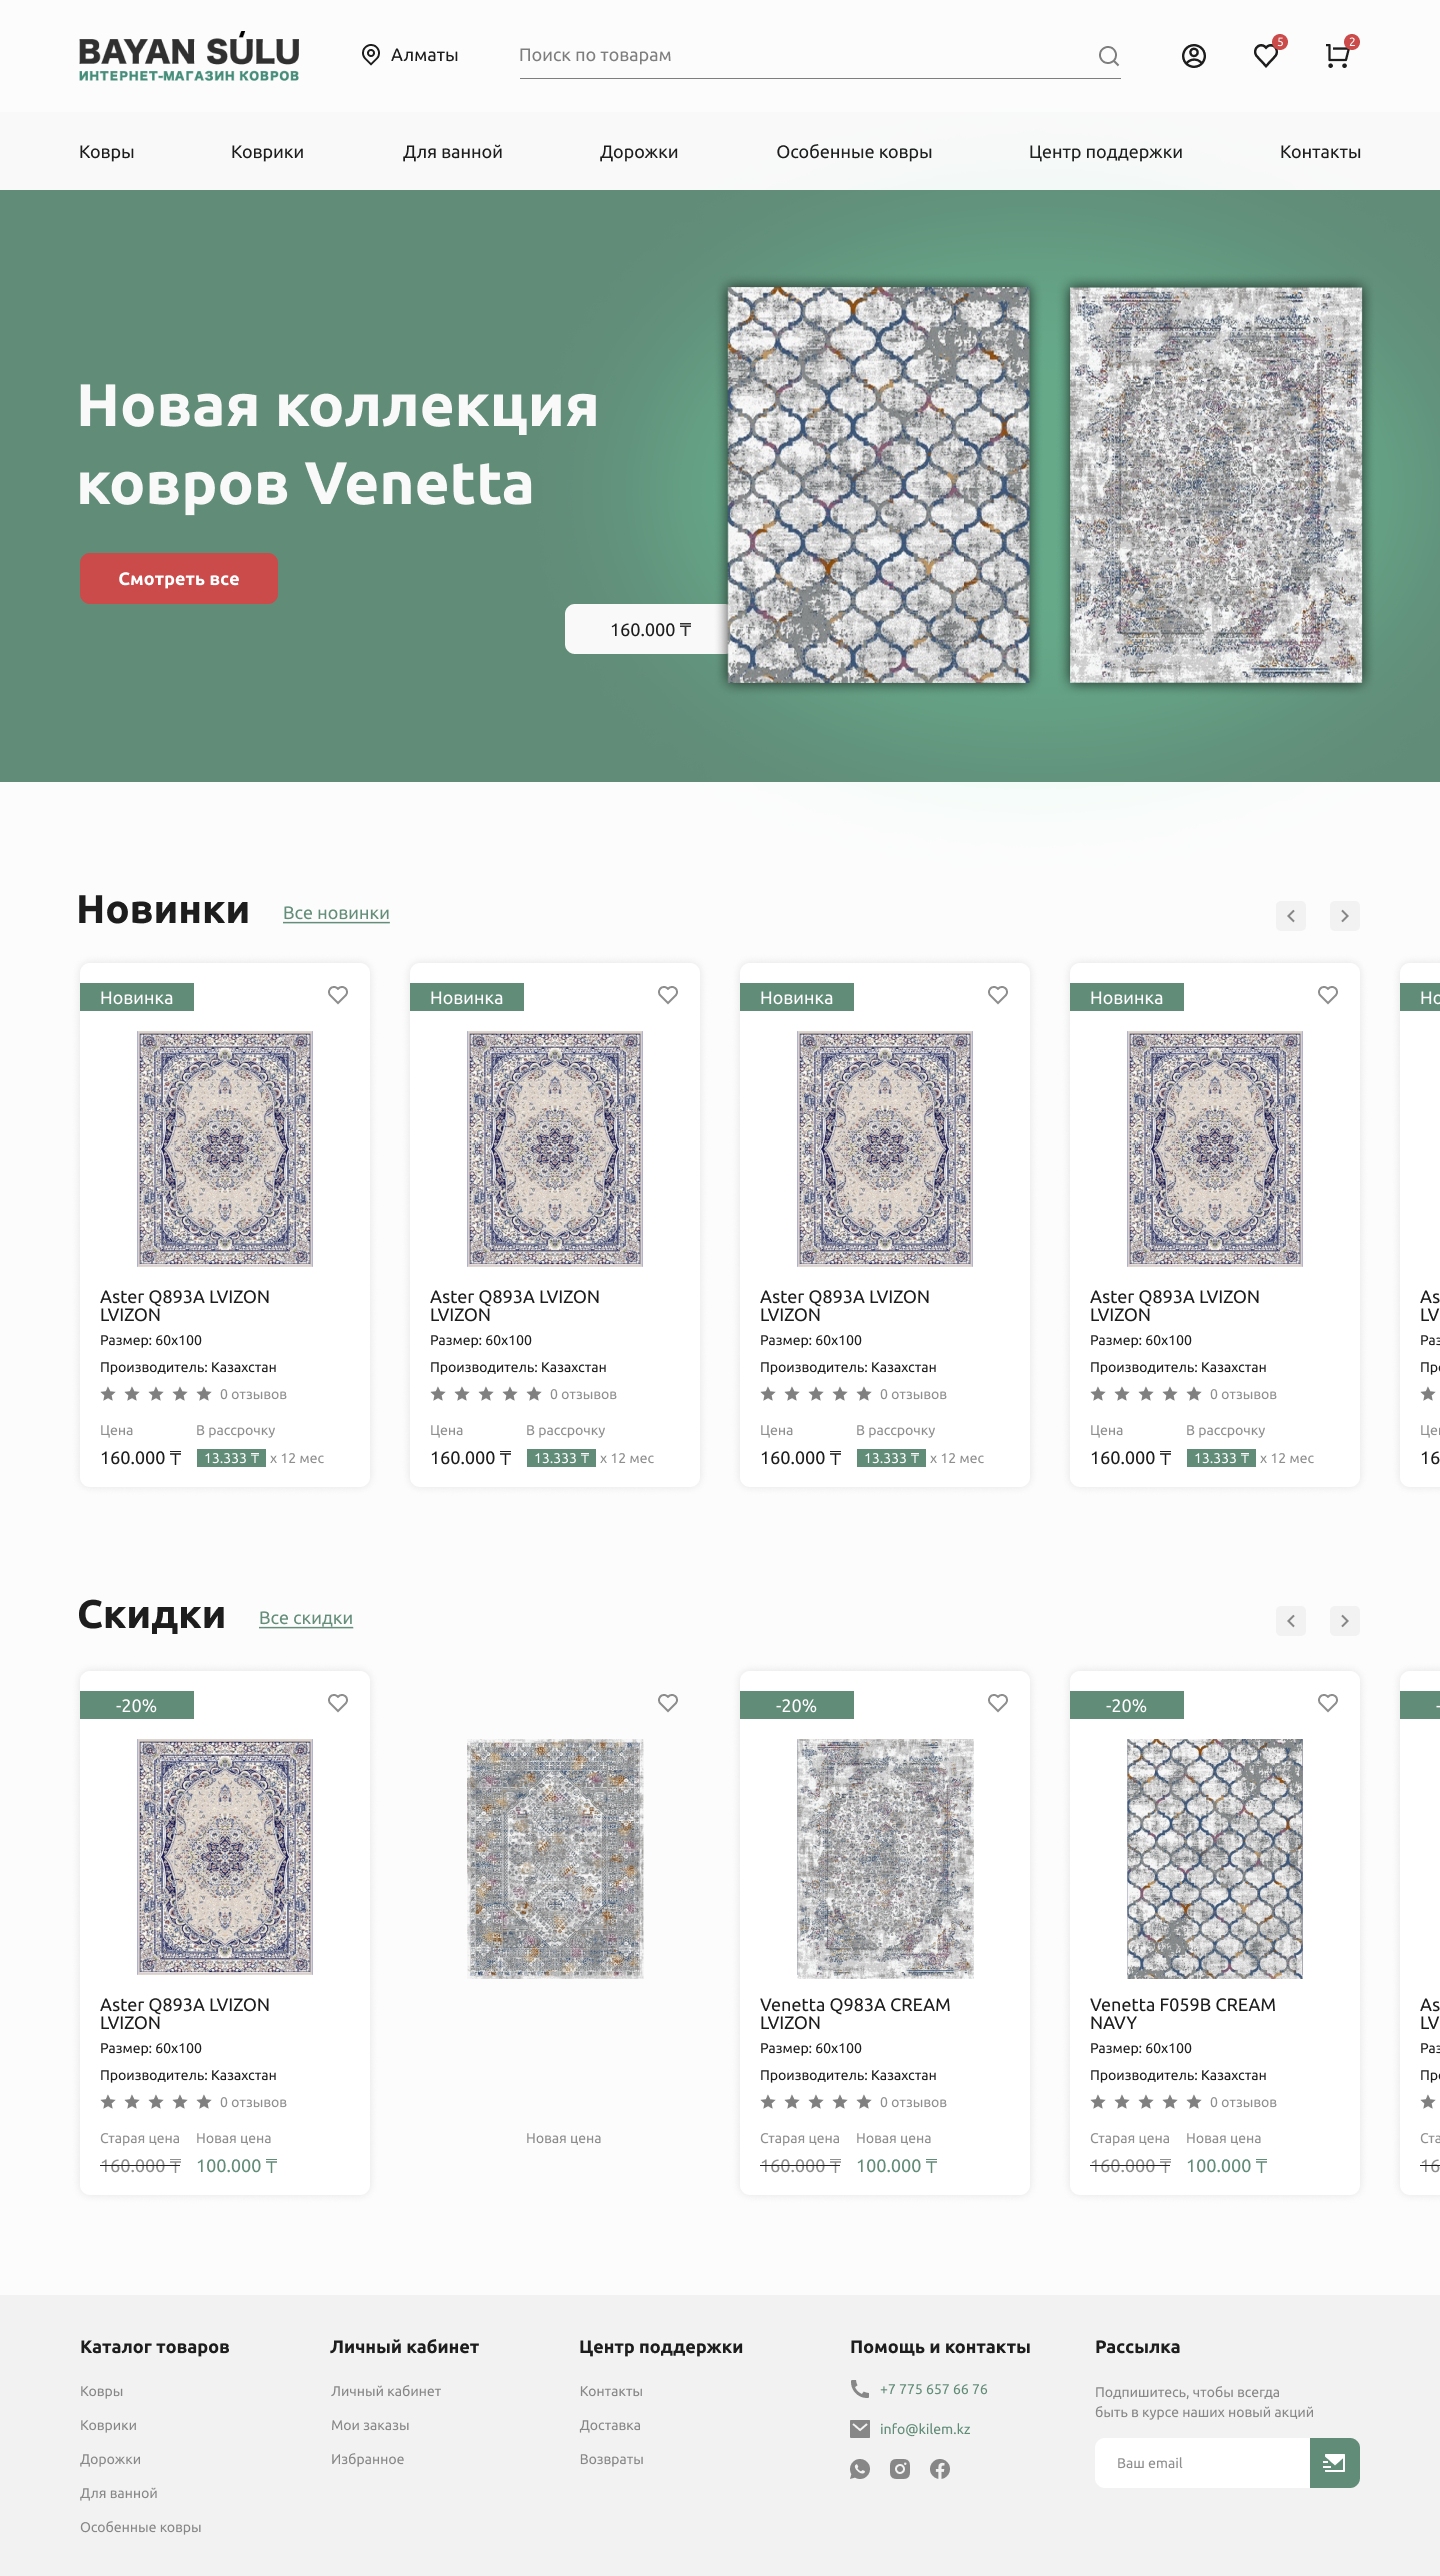 BAYAN SÚLU
ИНТЕРНЕТ-МАГАЗИН КОВРОВ
Алматы
Поиск по товарам
5
2
Ковры
Коврики
Для ванной
Дорожки
Особенные ковры
Центр поддержки
Контакты
Новая коллекция
ковров Venetta
Смотреть все
160.000 ₸
Новинки
Все новинки
Новинка
Новинка
Новинка
Новинка
Aster Q893A LVIZON
LVIZON
Размер: 60x100
Производитель: Казахстан
0 отзывов
Цена
В рассрочку
160.000 ₸
13.333 ₸
x 12 мес
Aster Q893A LVIZON
LVIZON
Размер: 60x100
Производитель: Казахстан
0 отзывов
Цена
В рассрочку
160.000 ₸
13.333 ₸
x 12 мес
Aster Q893A LVIZON
LVIZON
Размер: 60x100
Производитель: Казахстан
0 отзывов
Цена
В рассрочку
160.000 ₸
13.333 ₸
x 12 мес
Aster Q893A LVIZON
LVIZON
Размер: 60x100
Производитель: Казахстан
0 отзывов
Цена
В рассрочку
160.000 ₸
13.333 ₸
x 12 мес
Скидки
Все скидки
-20%
-20%
-20%
Aster Q893A LVIZON
LVIZON
Размер: 60x100
Производитель: Казахстан
0 отзывов
Старая цена
Новая цена
160.000 ₸
100.000 ₸
Новая цена
Venetta Q983A CREAM
LVIZON
Размер: 60x100
Производитель: Казахстан
0 отзывов
Старая цена
Новая цена
160.000 ₸
100.000 ₸
Venetta F059B CREAM
NAVY
Размер: 60x100
Производитель: Казахстан
0 отзывов
Старая цена
Новая цена
160.000 ₸
100.000 ₸
Каталог товаров
Ковры
Коврики
Дорожки
Для ванной
Особенные ковры
Личный кабинет
Личный кабинет
Мои заказы
Избранное
Центр поддержки
Контакты
Доставка
Возвраты
Помощь и контакты
+7 775 657 66 76
info@kilem.kz
Рассылка
Подпишитесь, чтобы всегда
быть в курсе наших новый акций
Ваш email